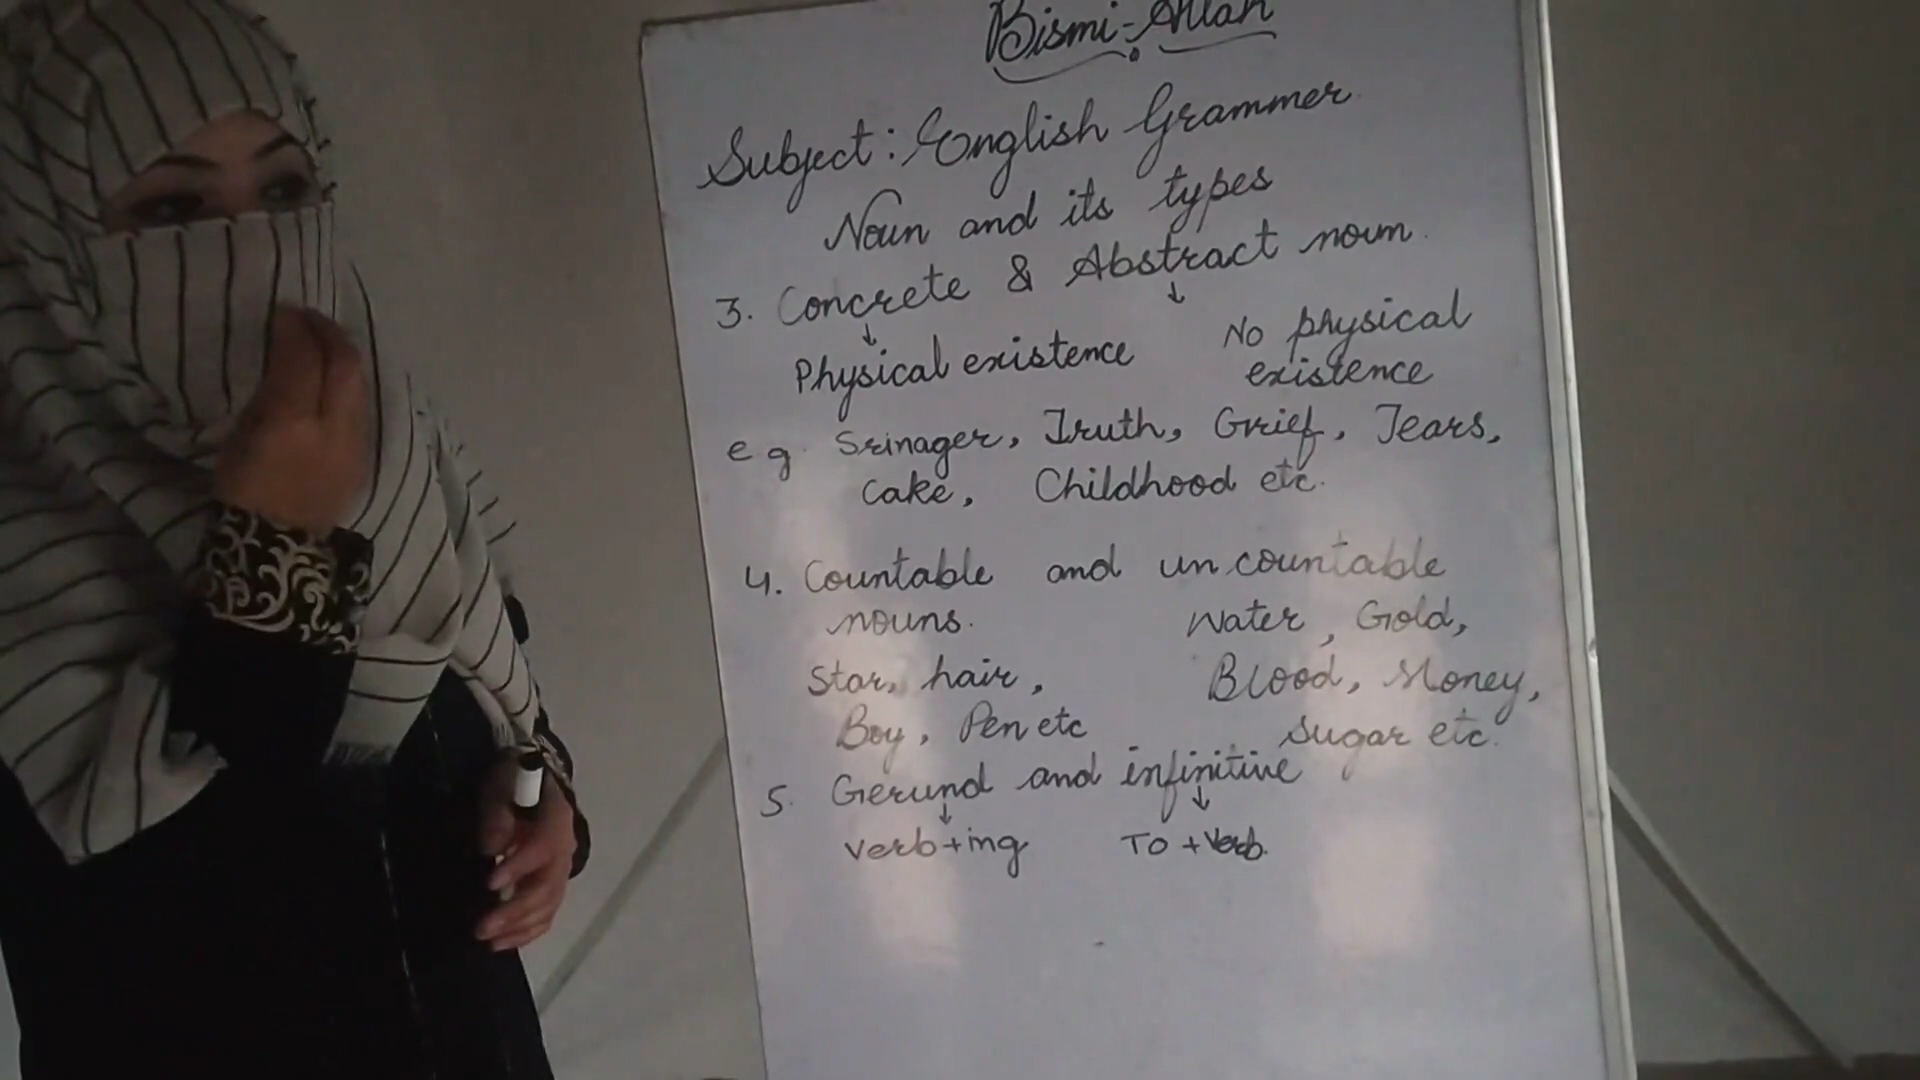 Bismi-Allah
Subject: English Grammer
Noun and its types
3. Concrete & Abstract noun.
↓ ↓
Physical existence No physical existence
e.g. Srinager, Truth, Grief, Tears,
Cake, Childhood etc.
4. Countable and uncountable
nouns. Water, Gold,
Star, hair, Blood, Money,
Boy, Pen etc Sugar etc.
5. Gerund and infinitive
↓ ↓
verb+ing To +Verb.